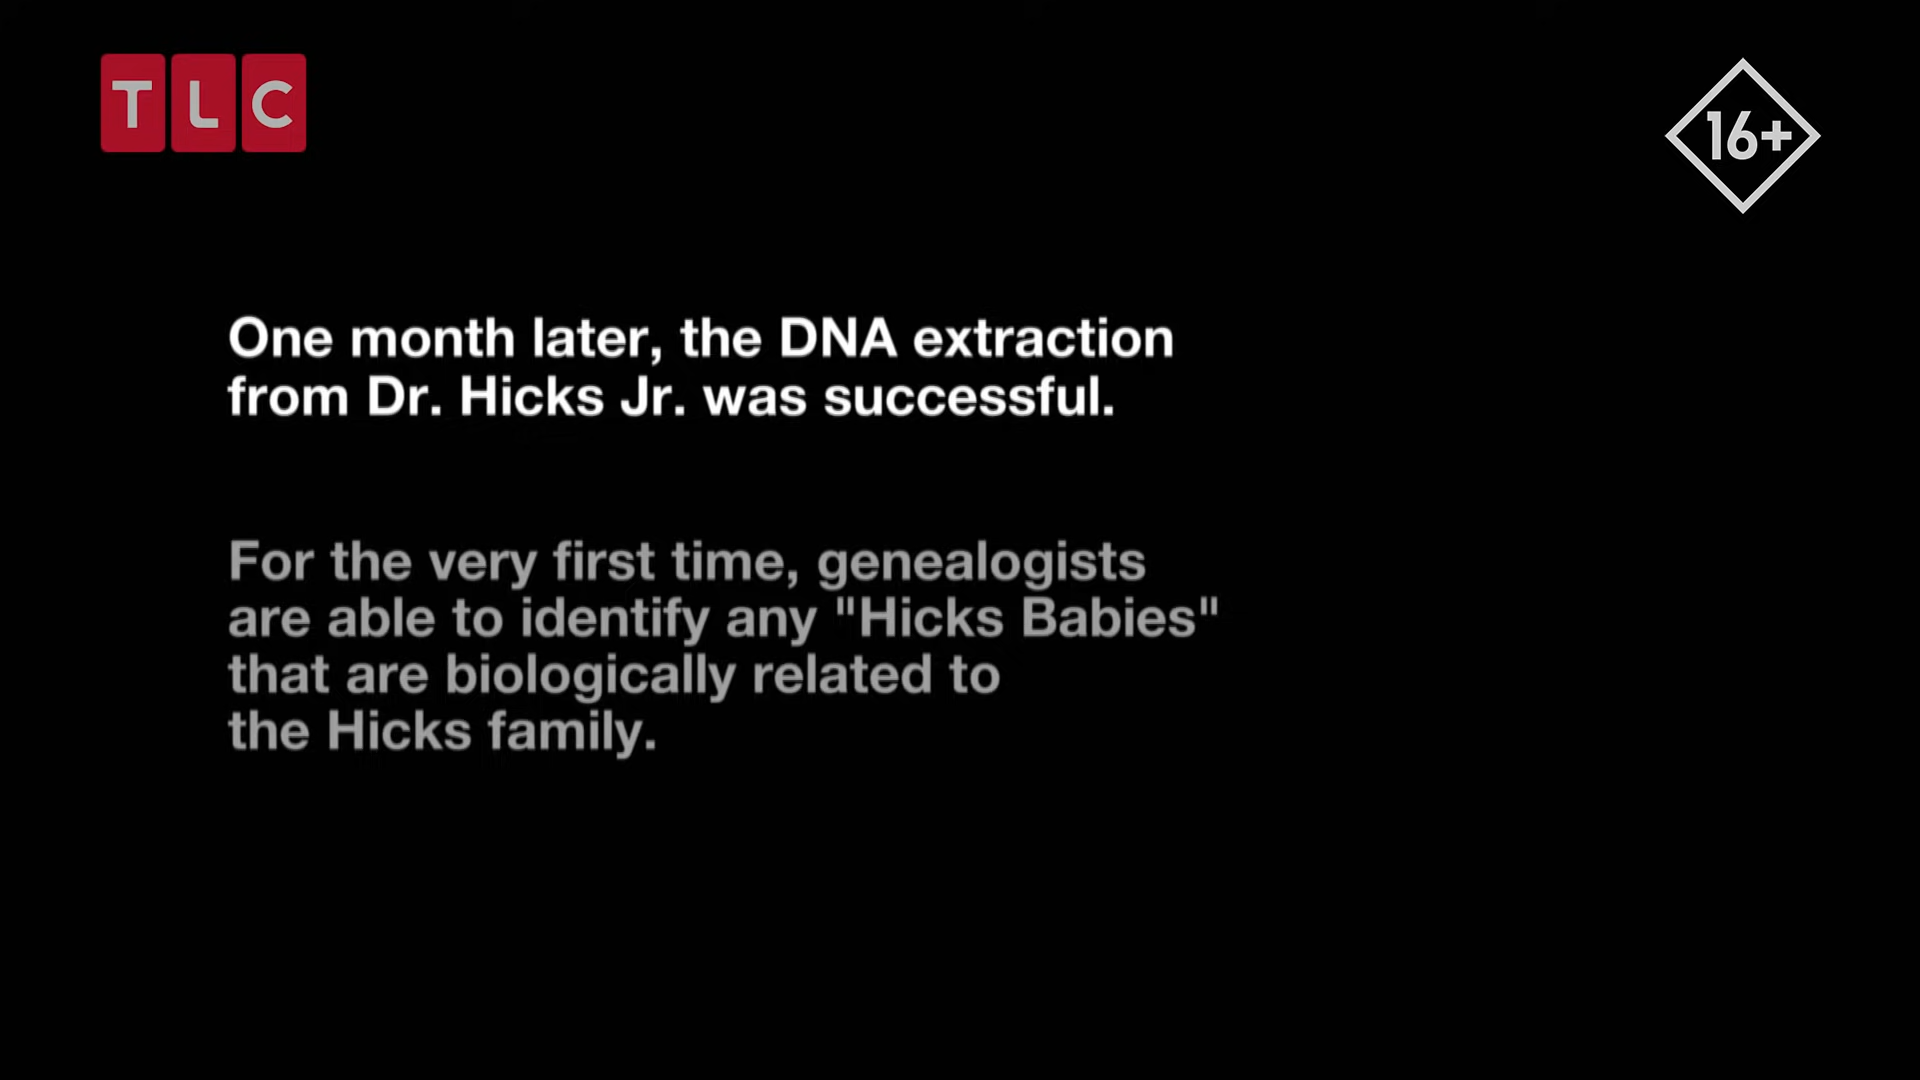 TLC
16+
One month later, the DNA extraction
from Dr. Hicks Jr. was successful.
For the very first time, genealogists
are able to identify any "Hicks Babies"
that are biologically related to
the Hicks family.